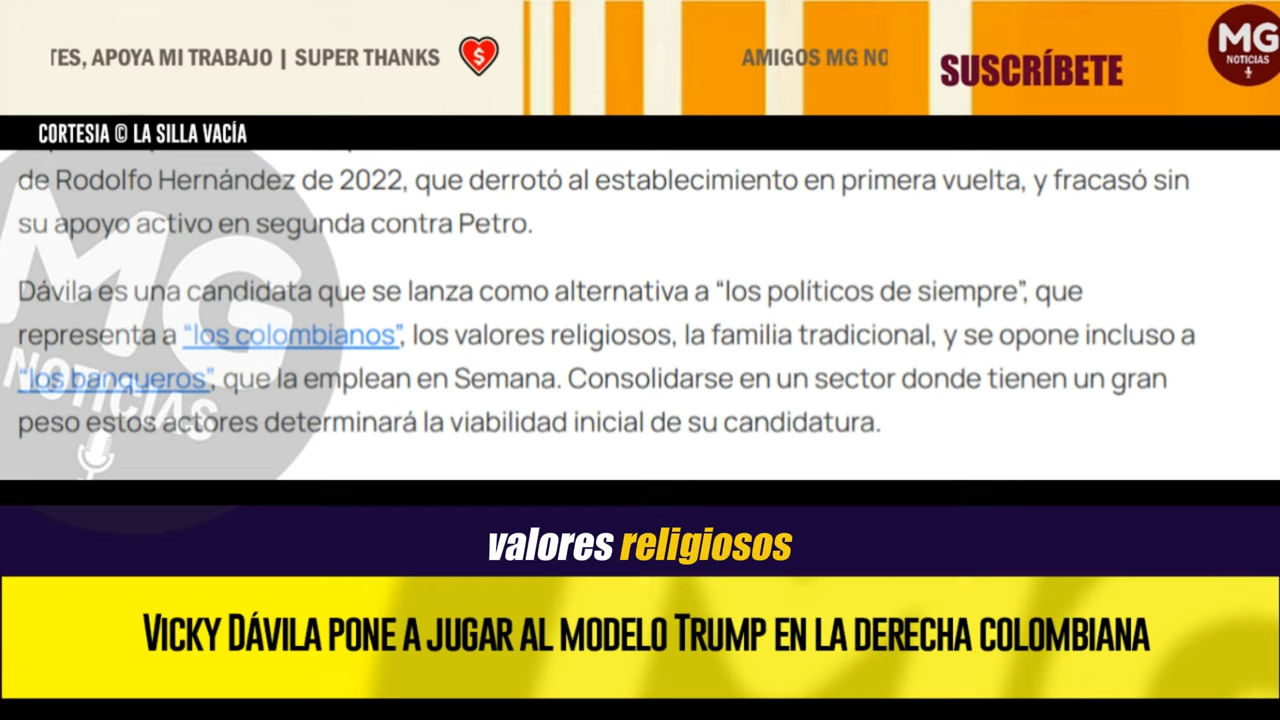 TES, APOYA MI TRABAJO | SUPER THANKS
AMIGOS MG NO
SUSCRÍBETE
MG
NOTICIAS
CORTESIA © LA SILLA VACÍA
de Rodolfo Hernández de 2022, que derrotó al establecimiento en primera vuelta, y fracasó sin
su apoyo activo en segunda contra Petro.
Dávila es una candidata que se lanza como alternativa a “los políticos de siempre”, que
representa a “los colombianos”, los valores religiosos, la familia tradicional, y se opone incluso a
“los banqueros”, que la emplean en Semana. Consolidarse en un sector donde tienen un gran
peso estos actores determinará la viabilidad inicial de su candidatura.
MG
NOTICIAS
valores religiosos
VICKY DÁVILA PONE A JUGAR AL MODELO TRUMP EN LA DERECHA COLOMBIANA